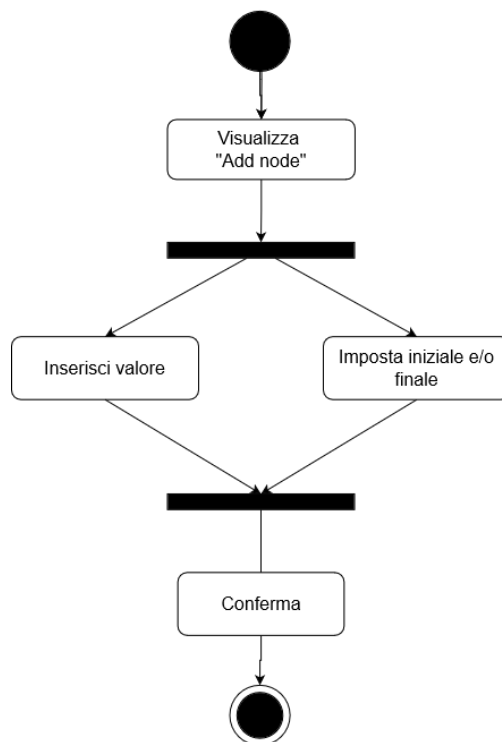 Visualizza
"Add node"
Inserisci valore
Imposta iniziale e/o
finale
Conferma